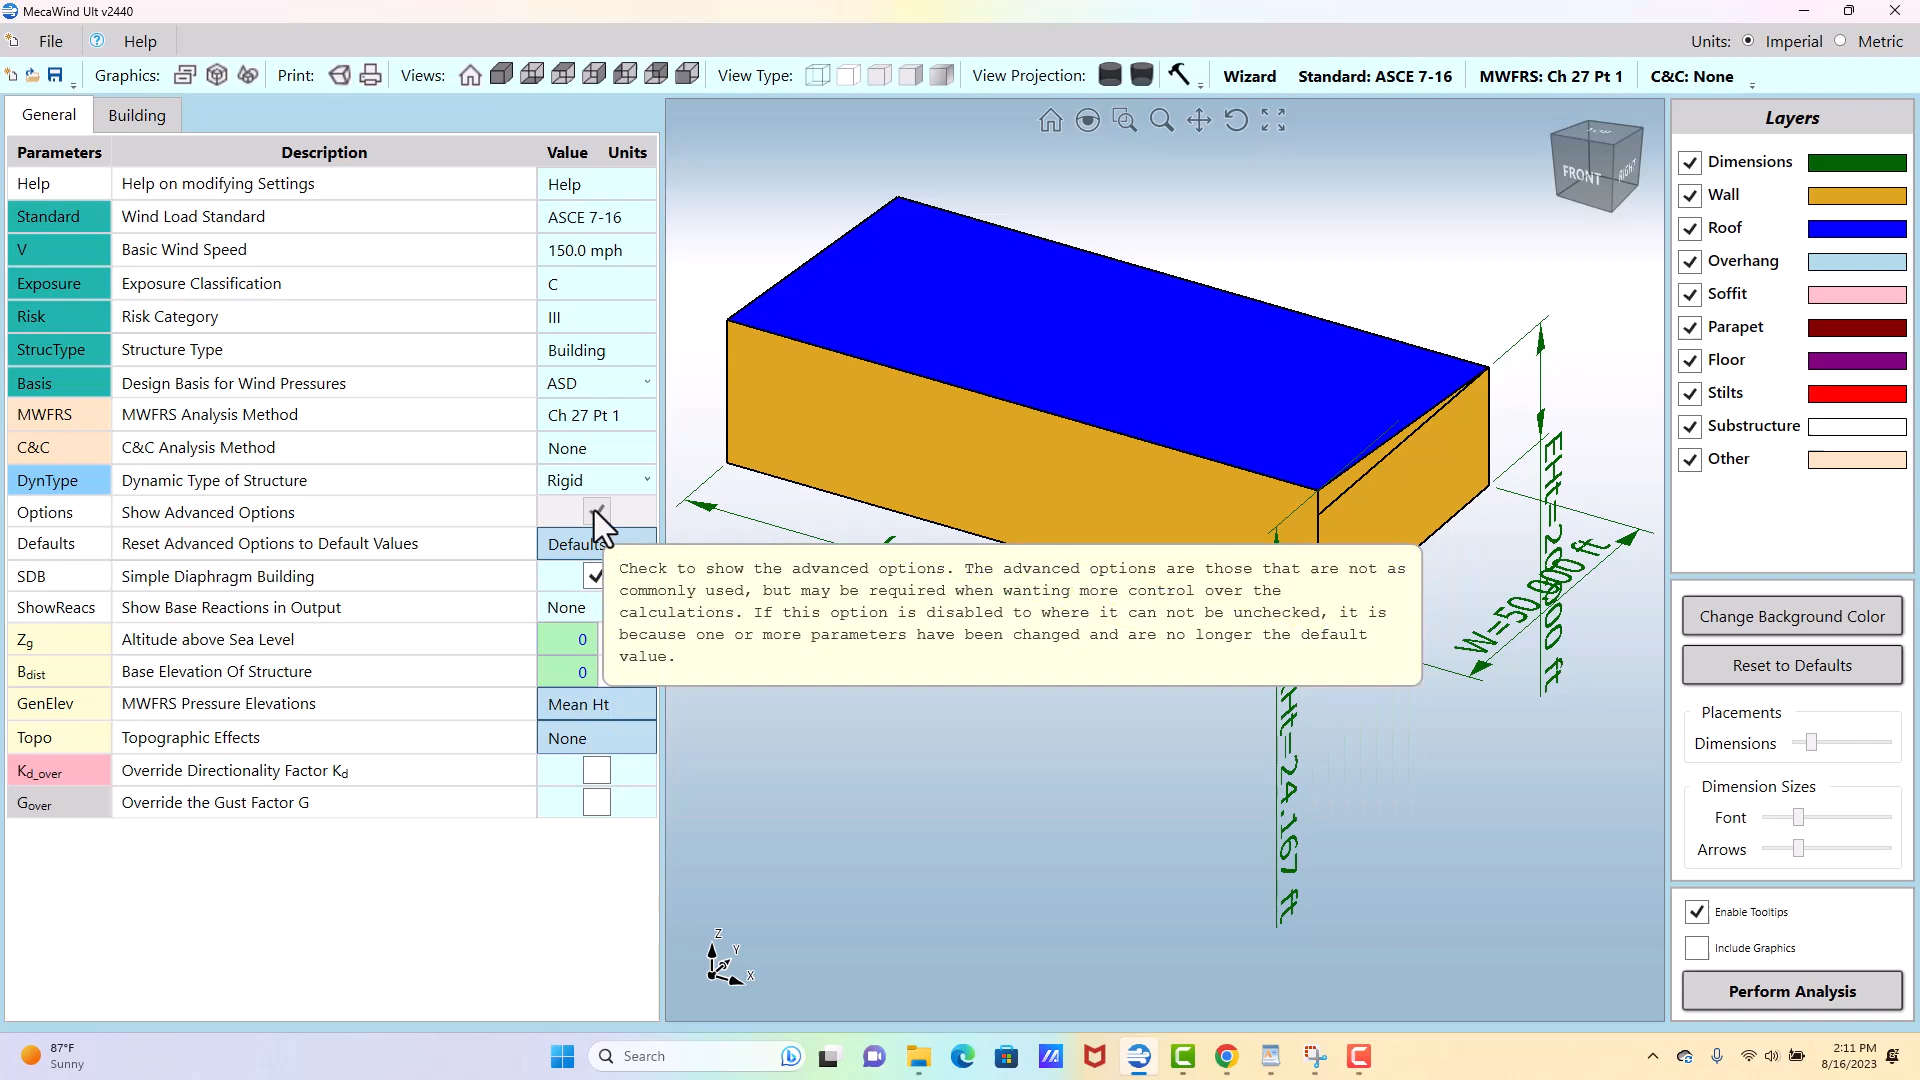 MecaWind Ult v2440
File Help Units: Imperial Metric
Graphics: Print: Views: View Type: View Projection: Wizard Standard: ASCE 7-16 MWFRS: Ch 27 Pt 1 C&C: None
General Building
Parameters Description Value Units
Help Help on modifying Settings Help
Standard Wind Load Standard ASCE 7-16
V Basic Wind Speed 150.0 mph
Exposure Exposure Classification C
Risk Risk Category III
StrucType Structure Type Building
Basis Design Basis for Wind Pressures ASD
MWFRS MWFRS Analysis Method Ch 27 Pt 1
C&C C&C Analysis Method None
DynType Dynamic Type of Structure Rigid
Options Show Advanced Options
Defaults Reset Advanced Options to Default Values Defaults
SDB Simple Diaphragm Building
ShowReacs Show Base Reactions in Output None
Zg Altitude above Sea Level 0
Bdist Base Elevation Of Structure 0
GenElev MWFRS Pressure Elevations Mean Ht
Topo Topographic Effects None
Kd_over Override Directionality Factor Kd
Gover Override the Gust Factor G
Check to show the advanced options. The advanced options are those that are not as
commonly used, but may be required when wanting more control over the
calculations. If this option is disabled to where it can not be unchecked, it is
because one or more parameters have been changed and are no longer the default
value.
TOP
FRONT RIGHT
ft
Ht=24.167 ft
Z
Y
X
Layers
Dimensions
Wall
Roof
Overhang
Soffit
Parapet
Floor
Stilts
Substructure
Other
Change Background Color
Reset to Defaults
Placements
Dimensions
Dimension Sizes
Font
Arrows
Enable Tooltips
Include Graphics
Perform Analysis
87°F
Sunny
Search
2:11 PM
8/16/2023